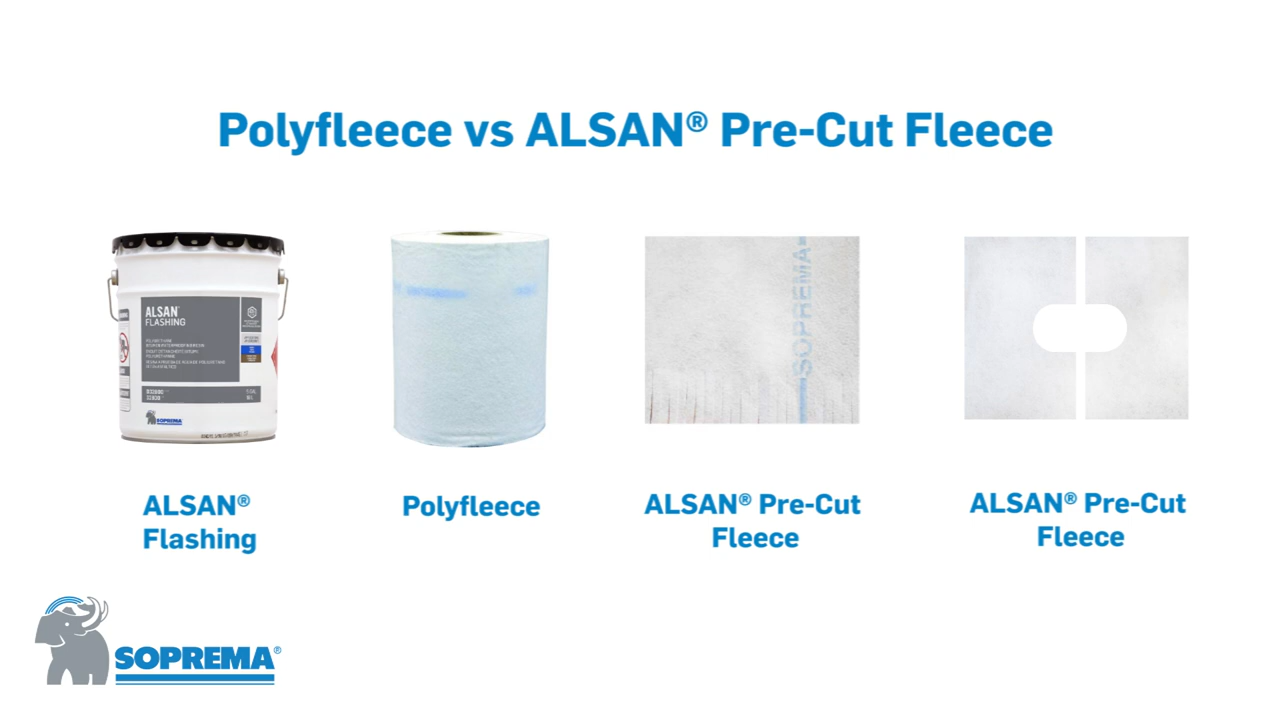 Polyfleece vs ALSAN® Pre-Cut Fleece
ALSAN®
FLASHING
SOPREMA
SOPREMA
ALSAN®
Flashing
Polyfleece
ALSAN® Pre-Cut
Fleece
ALSAN® Pre-Cut
Fleece
SOPREMA®